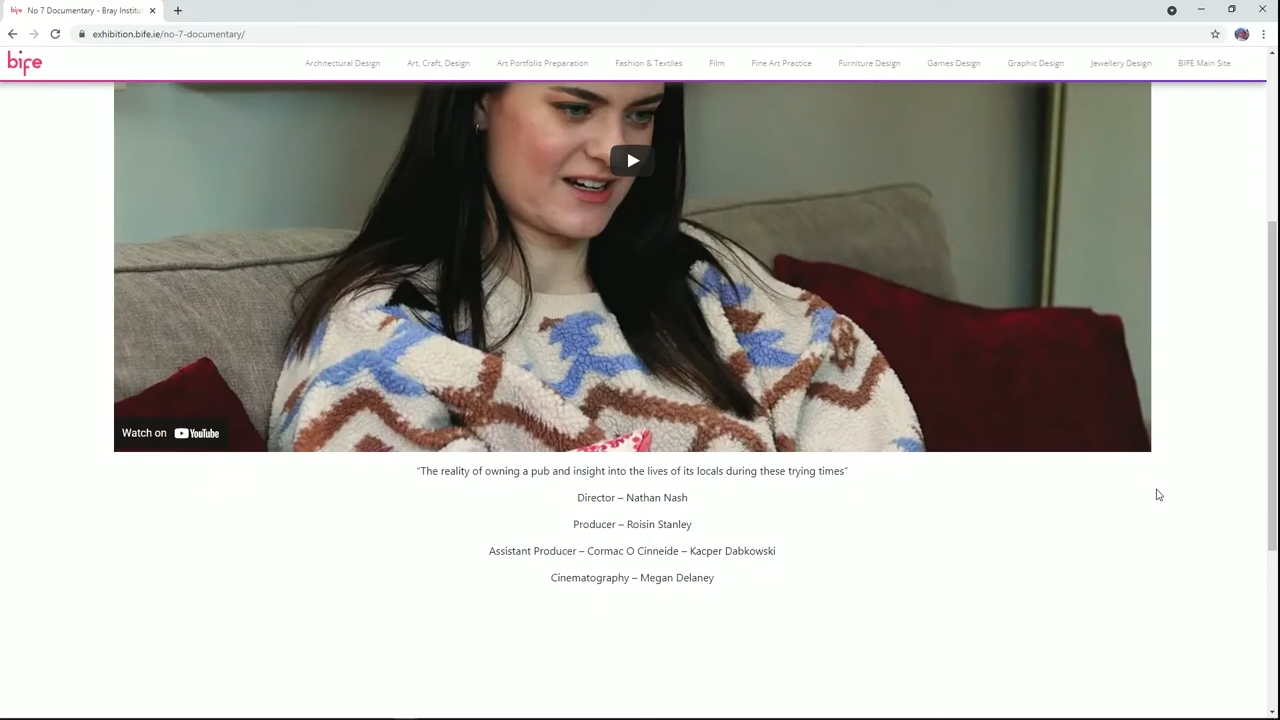 bife No 7 Documentary - Bray Institu
exhibition.bife.ie/no-7-documentary/
bife
Architectural Design Art, Craft, Design Art Portfolio Preparation Fashion & Textiles Film Fine Art Practice Furniture Design Games Design Graphic Design Jewellery Design BIFE Main Site
Watch on YouTube
“The reality of owning a pub and insight into the lives of its locals during these trying times”
Director – Nathan Nash
Producer – Roisin Stanley
Assistant Producer – Cormac O Cinneide – Kacper Dabkowski
Cinematography – Megan Delaney